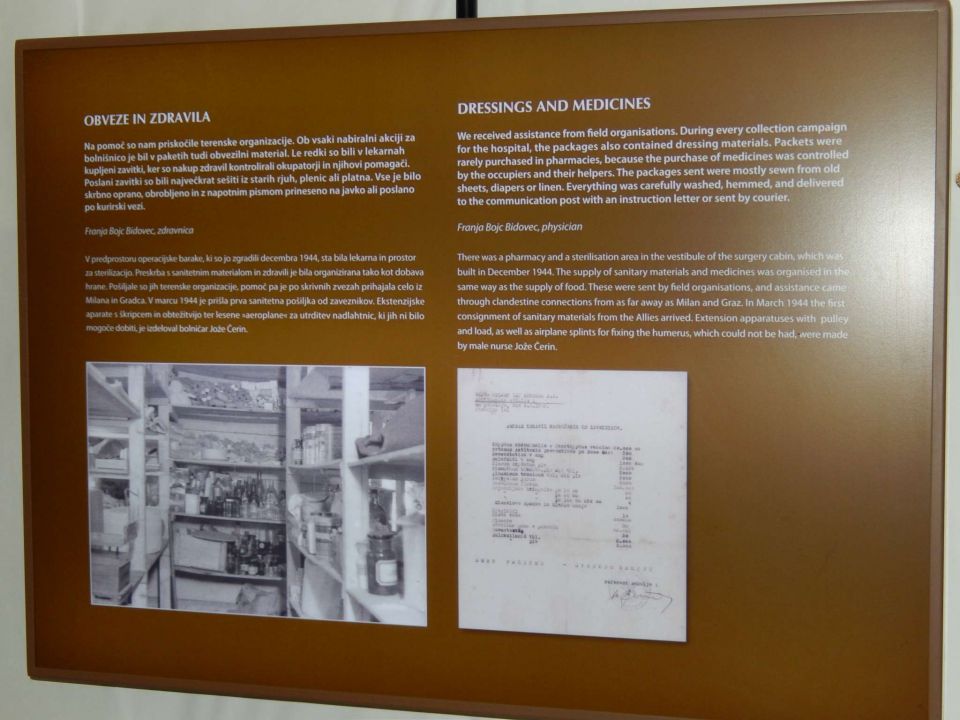 OBVEZE IN ZDRAVILA
Na pomoč so nam priskočile terenske organizacije. Ob vsaki nabiralni akciji za
bolnišnico je bil v paketih tudi obvezilni material. Le redki so bili v lekarnah
kupljeni zavitki, ker so nakup zdravil kontrolirali okupatorji in njihovi pomagači.
Poslani zavitki so bili največkrat sešiti iz starih rjuh, plenic ali platna. Vse je bilo
skrbno oprano, obrobljeno in z napotnim pismom prineseno na javko ali poslano
po kurirski vezi.
Franja Bojc Bidovec, zdravnica
V predprostoru operacijske barake, ki so jo zgradili decembra 1944, sta bila lekarna in prostor
za sterilizacijo. Preskrba s sanitetnim materialom in zdravili je bila organizirana tako kot dobava
hrane. Pošiljale so jih terenske organizacije, pomoč pa je po skrivnih zvezah prihajala celo iz
Milana in Gradca. V marcu 1944 je prišla prva sanitetna pošiljka od zaveznikov. Ekstenzijske
aparate s škripcem in obtežitvijo ter lesene »aeroplane« za utrditev nadlahtnic, ki jih ni bilo
mogoče dobiti, je izdeloval bolničar Jože Čerin.
DRESSINGS AND MEDICINES
We received assistance from field organisations. During every collection campaign
for the hospital, the packages also contained dressing materials. Packets were
rarely purchased in pharmacies, because the purchase of medicines was controlled
by the occupiers and their helpers. The packages sent were mostly sewn from old
sheets, diapers or linen. Everything was carefully washed, hemmed, and delivered
to the communication post with an instruction letter or sent by courier.
Franja Bojc Bidovec, physician
There was a pharmacy and a sterilisation area in the vestibule of the surgery cabin, which was
built in December 1944. The supply of sanitary materials and medicines was organised in the
same way as the supply of food. These were sent by field organisations, and assistance came
through clandestine connections from as far away as Milan and Graz. In March 1944 the first
consignment of sanitary materials from the Allies arrived. Extension apparatuses with pulley
and load, as well as airplane splints for fixing the humerus, which could not be had, were made
by male nurse Jože Čerin.